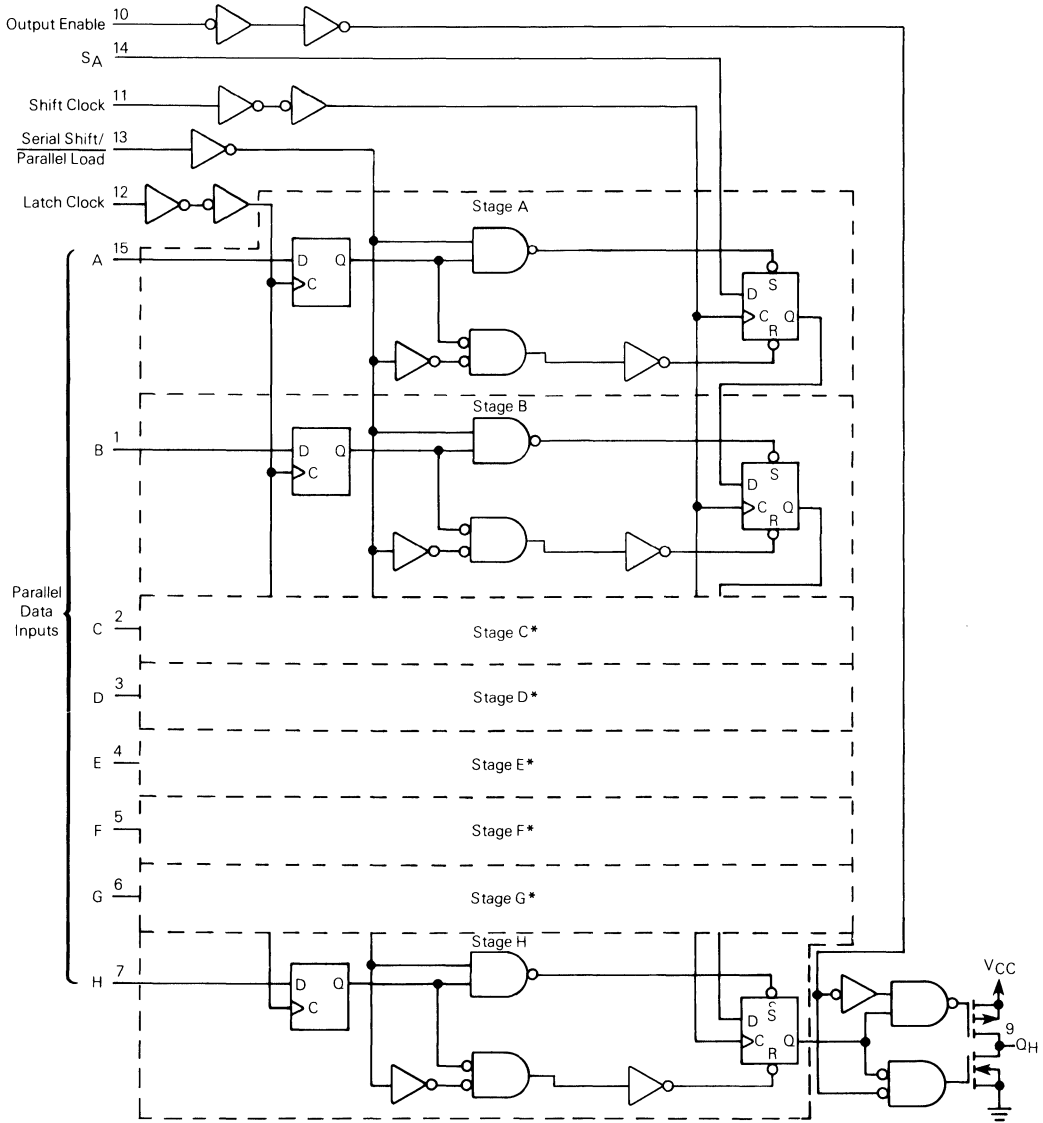 Output Enable 10
SA 14
Shift Clock 11
Serial Shift/ 13
Parallel Load
Latch Clock 12
Stage A
A 15
D Q
C
S
D
C Q
R
Stage B
B 1
D Q
C
S
D
C Q
R
Parallel
Data
Inputs
C 2
Stage C*
D 3
Stage D*
E 4
Stage E*
F 5
Stage F*
G 6
Stage G*
Stage H
H 7
D Q
C
S
D
C Q
R
VCC
9
QH